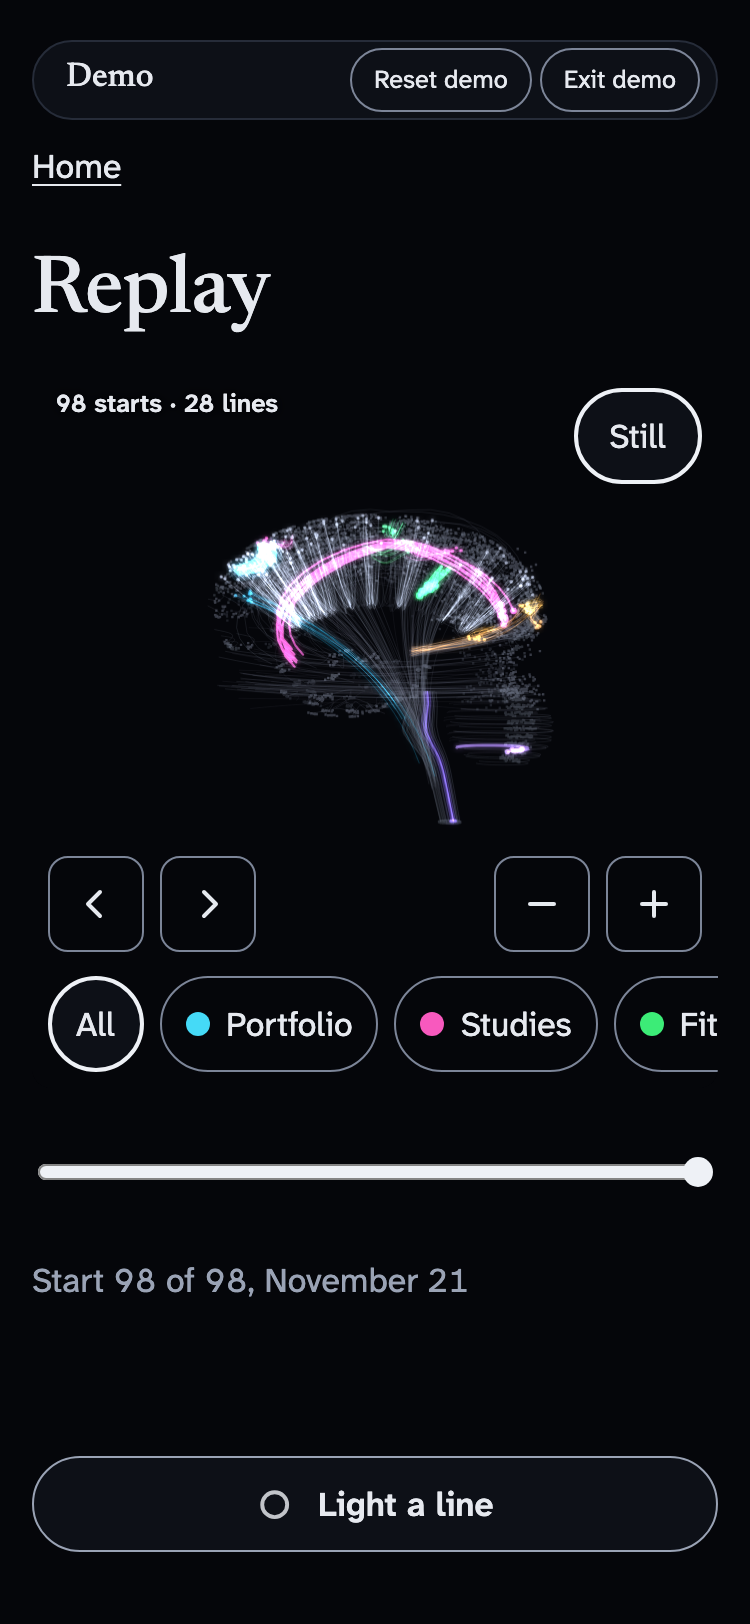 Demo
Reset demo
Exit demo
Home
Replay
98 starts · 28 lines
Still
All
Portfolio
Studies
Fit
Start 98 of 98, November 21
Light a line